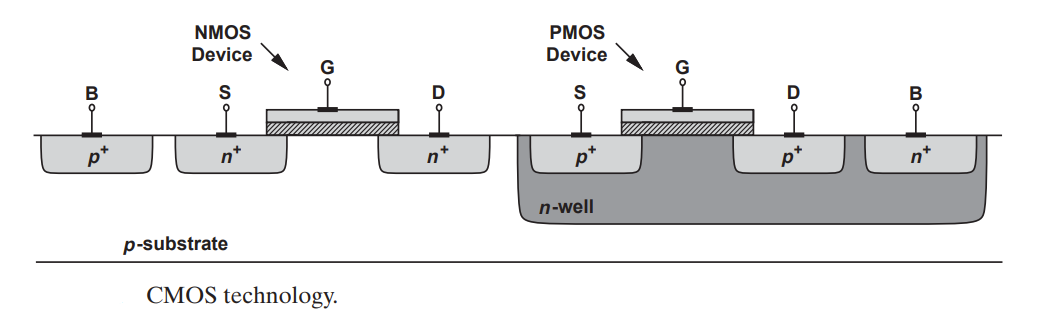 NMOS
Device
PMOS
Device
G
G
B
S
D
S
D
B
p+
n+
n+
p+
p+
n+
n-well
p-substrate
CMOS technology.